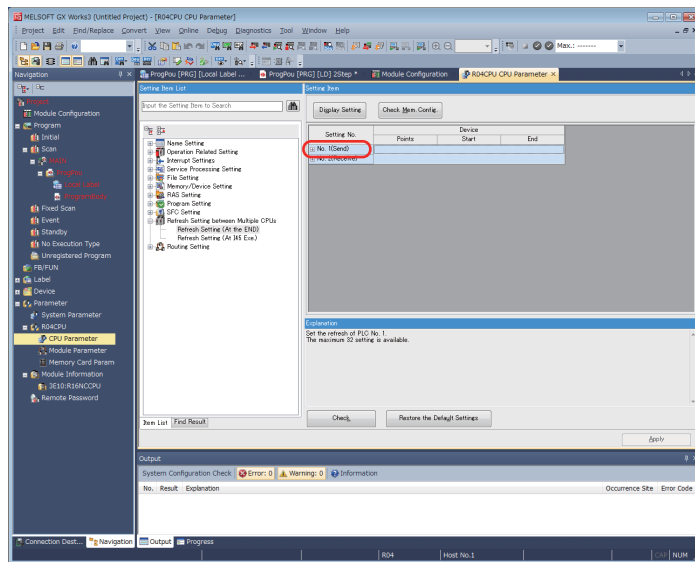 MELSOFT GX Works3 (Untitled Project) - [R04CPU CPU Parameter]
Project Edit Find/Replace Convert View Online Debug Diagnostics Tool Window Help
Max.: -------
Navigation
ProgPou [PRG] [Local Label ...
ProgPou [PRG] [LD] 2Step *
Module Configuration
R04CPU CPU Parameter ×
Project
Module Configuration
Program
Initial
Scan
MAIN
ProgPou
Local Label
ProgramBody
Fixed Scan
Event
Standby
No Execution Type
Unregistered Program
FB/FUN
Label
Device
Parameter
System Parameter
R04CPU
CPU Parameter
Module Parameter
Memory Card Param
Module Information
3E10:R16NCCPU
Remote Password
Setting Item List
Input the Setting Item to Search
Name Setting
Operation Related Setting
Interrupt Settings
Service Processing Setting
File Setting
Memory/Device Setting
RAS Setting
Program Setting
SFC Setting
Refresh Setting between Multiple CPUs
Refresh Setting (At the END)
Refresh Setting (At I45 Exe.)
Routing Setting
Item List Find Result
Setting Item
Display Setting Check Mem.Config.
Setting No. Device
Points Start End
No. 1(Send)
No. 2(Receive)
Explanation
Set the refresh of PLC No. 1.
The maximum 32 setting is available.
Check Restore the Default Settings
Apply
Output
System Configuration Check Error: 0 Warning: 0 Information
No. Result Explanation Occurrence Site Error Code
Connection Dest... Navigation Output Progress
R04 Host No.1 CAP NUM